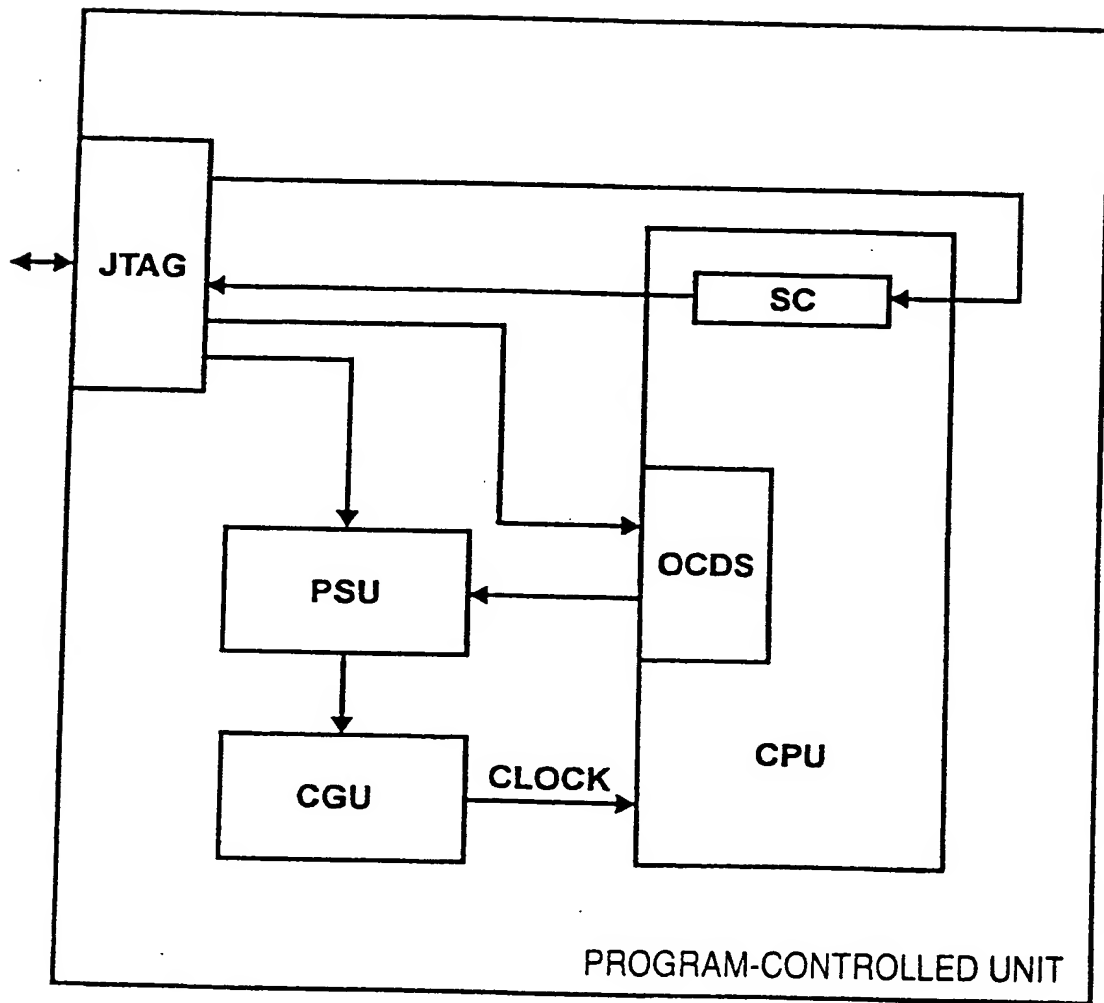 JTAG
SC
OCDS
PSU
CPU
CLOCK
CGU
PROGRAM-CONTROLLED UNIT